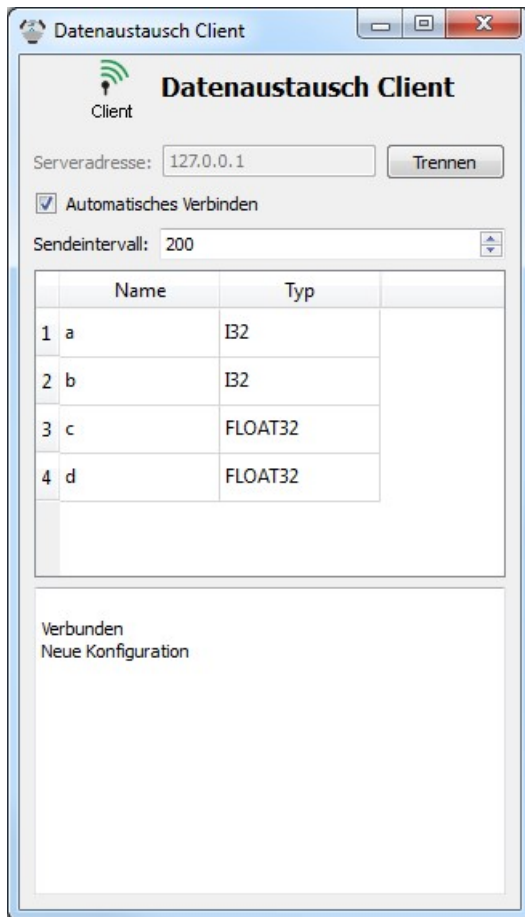 Datenaustausch Client
Client
Datenaustausch Client
Serveradresse: 127.0.0.1 Trennen
Automatisches Verbinden
Sendeintervall: 200
Name Typ
1 a I32
2 b I32
3 c FLOAT32
4 d FLOAT32
Verbunden
Neue Konfiguration